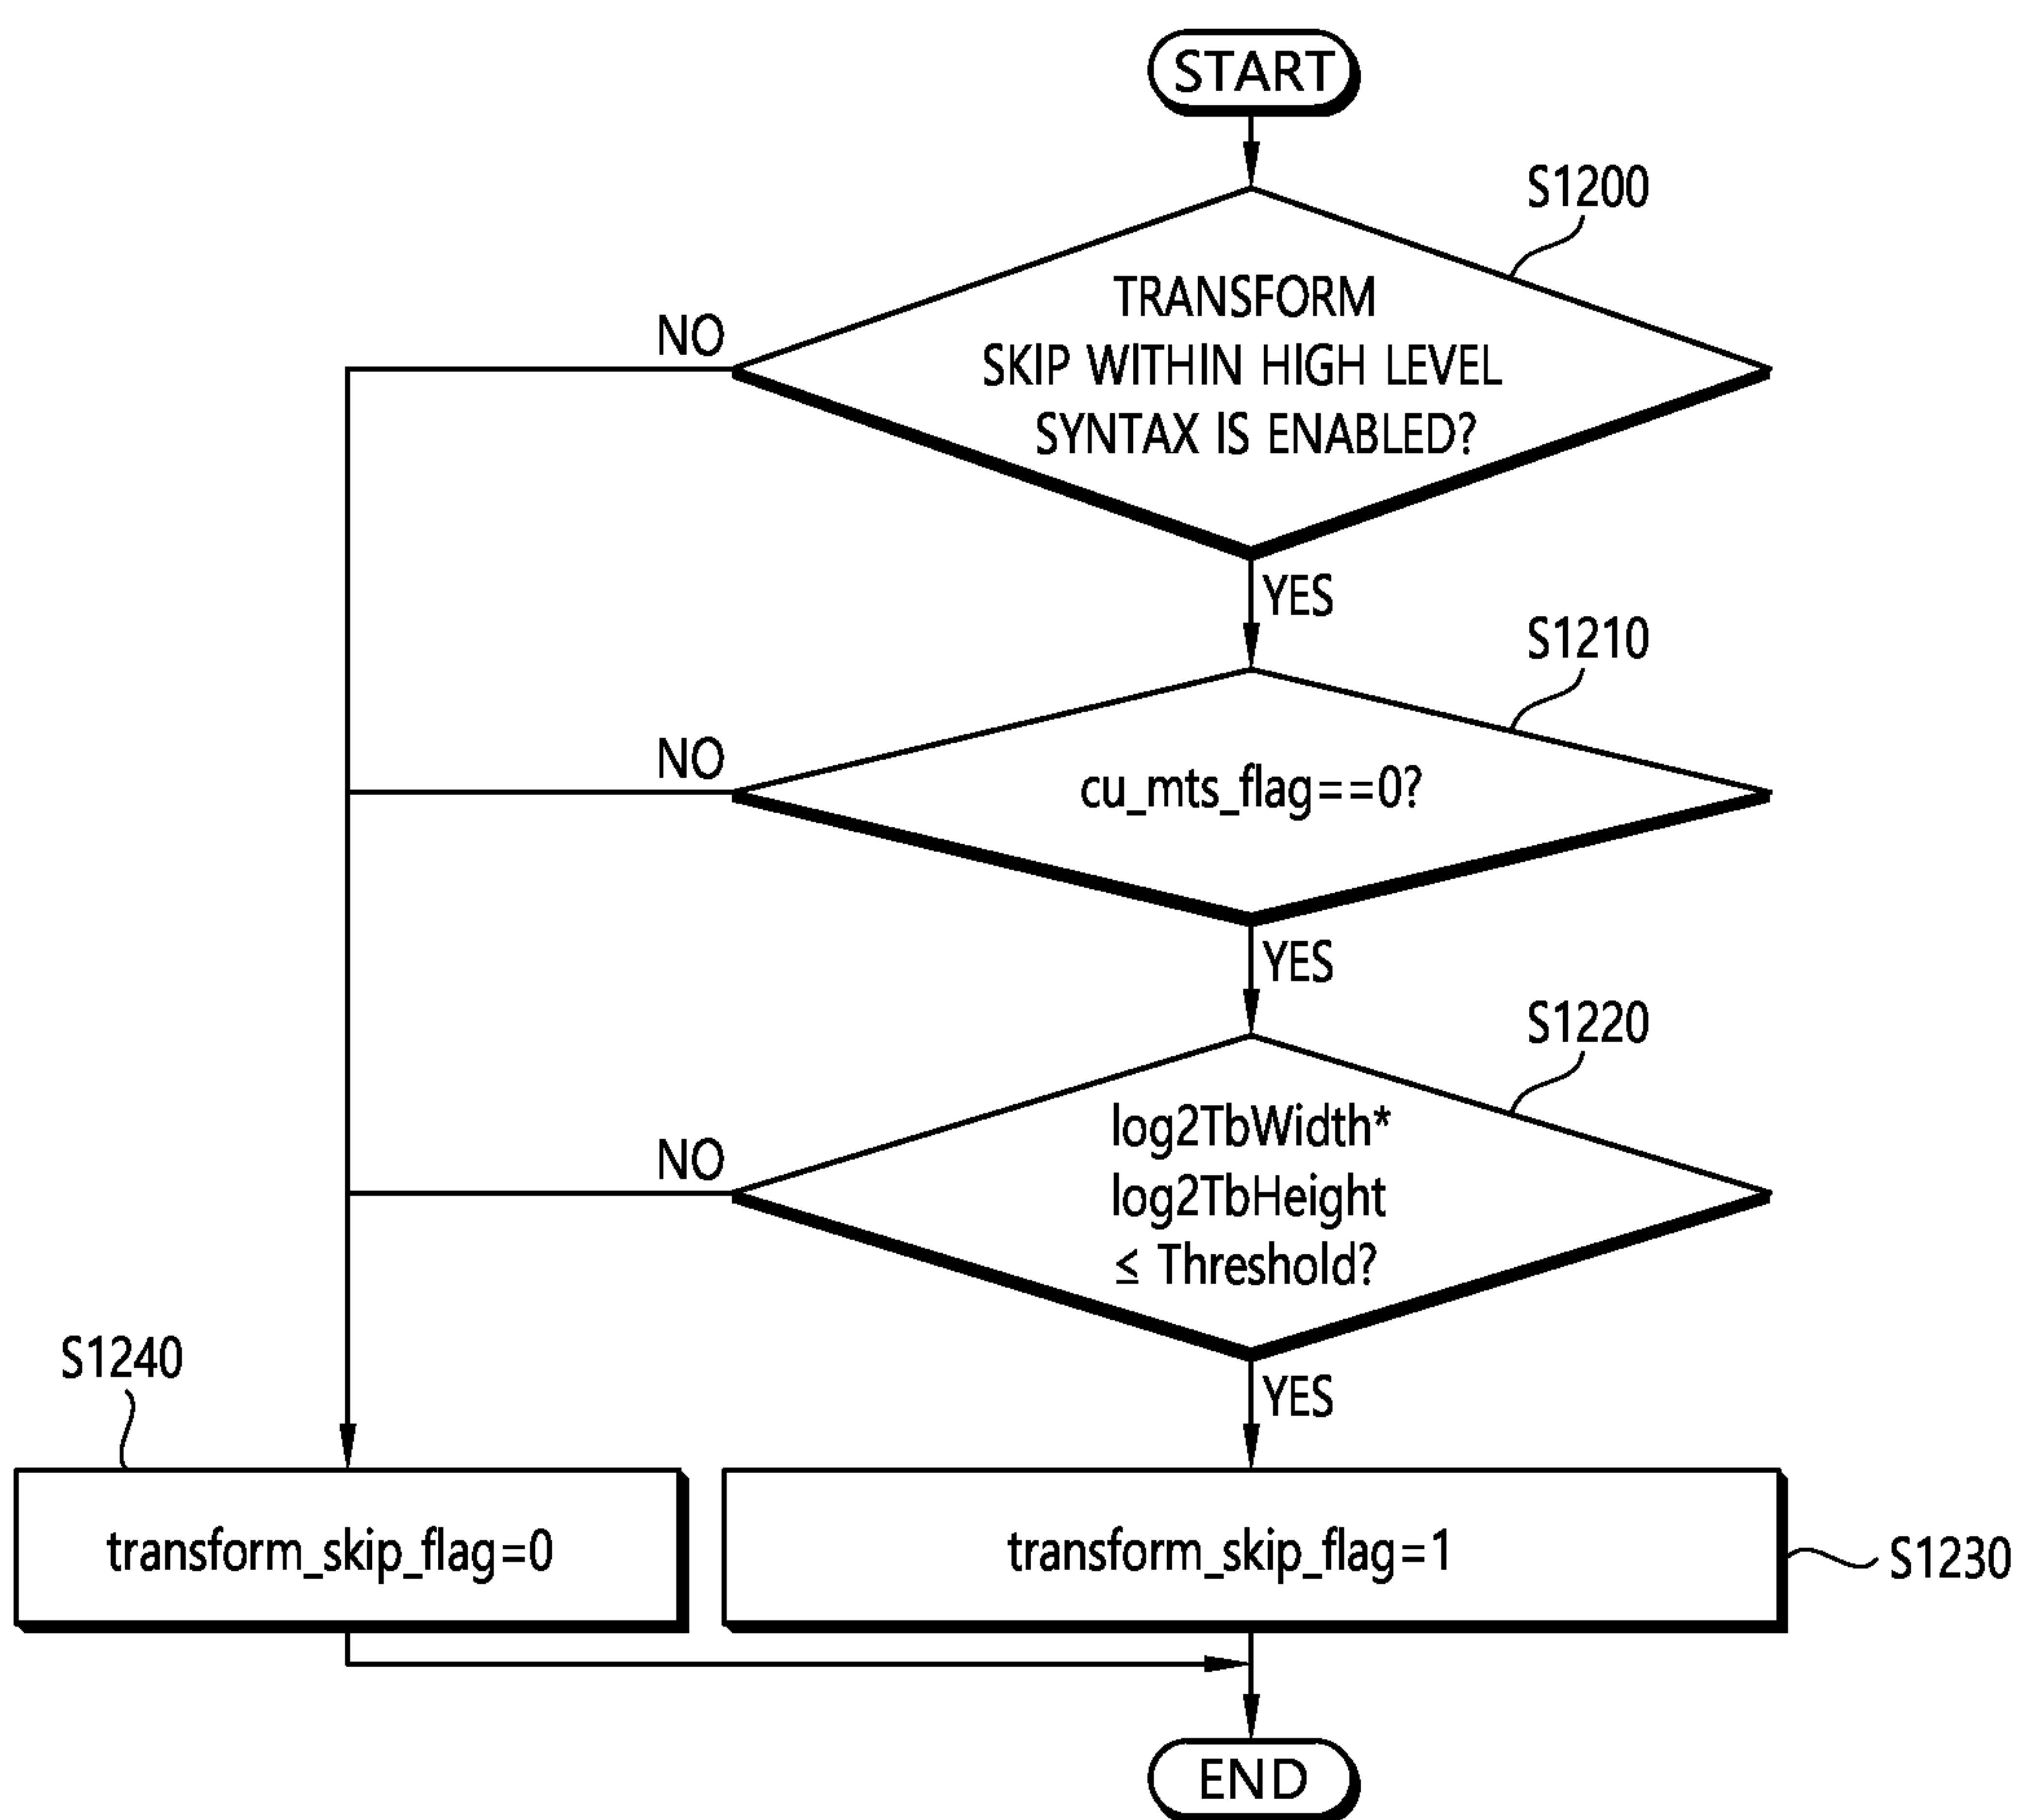 START
S1200
TRANSFORM
SKIP WITHIN HIGH LEVEL
SYNTAX IS ENABLED?
NO
YES
S1210
cu_mts_flag==0?
NO
YES
S1220
log2TbWidth*
log2TbHeight
≤ Threshold?
NO
YES
S1240
transform_skip_flag=0
transform_skip_flag=1
S1230
END